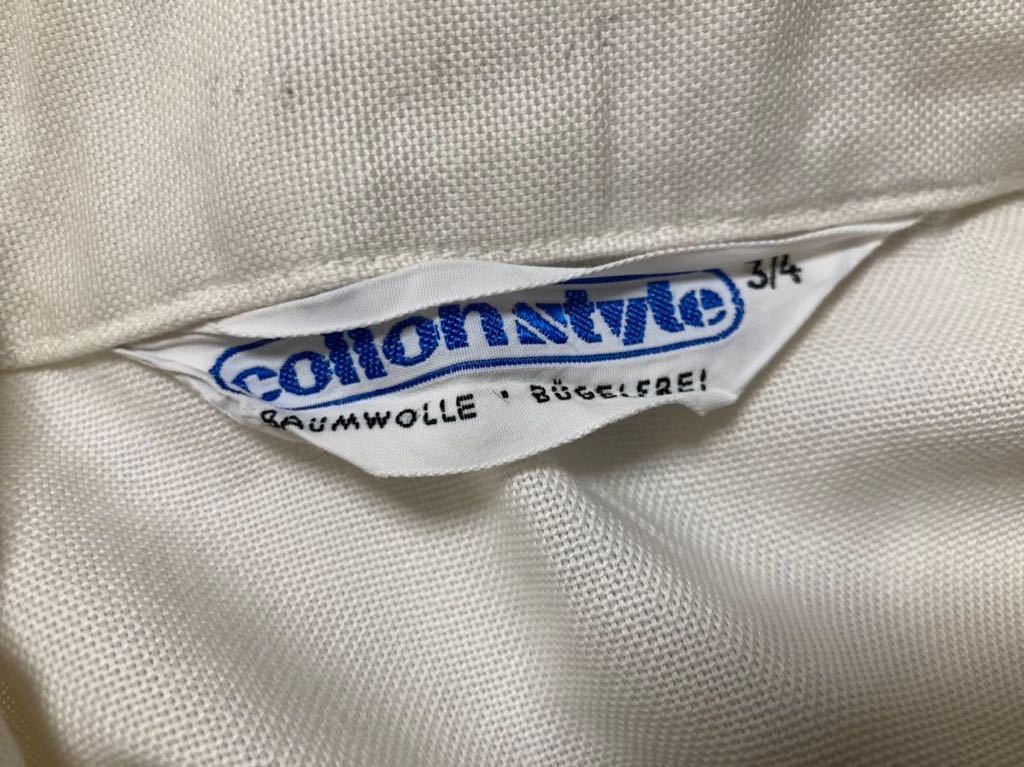 cottonstyle 3/4
BAUMWOLLE ' BÜGELFREI